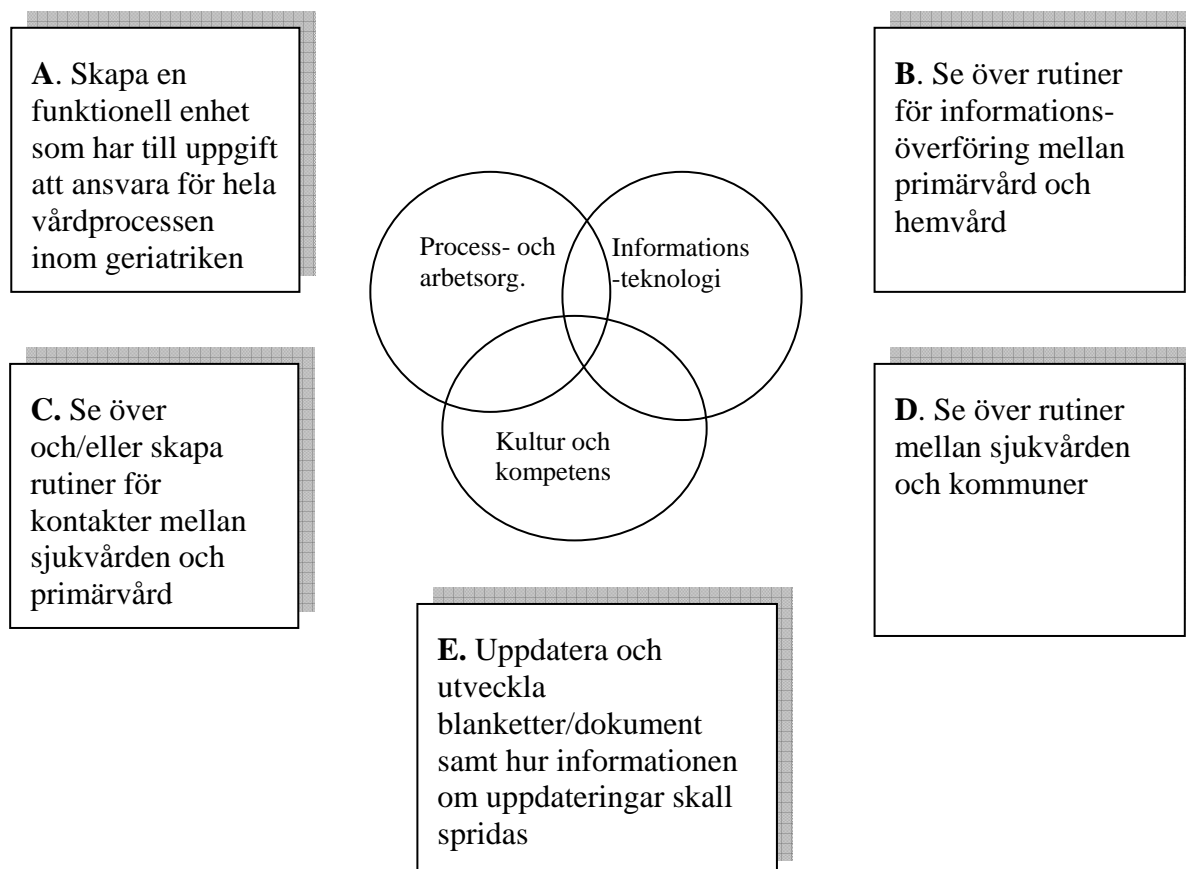 A. Skapa en
funktionell enhet
som har till uppgift
att ansvara för hela
vårdprocessen
inom geriatriken
B. Se över rutiner
för informations-
överföring mellan
primärvård och
hemvård
Process- och
arbetsorg.
Informations
-teknologi
Kultur och
kompetens
C. Se över
och/eller skapa
rutiner för
kontakter mellan
sjukvården och
primärvård
D. Se över rutiner
mellan sjukvården
och kommuner
E. Uppdatera och
utveckla
blanketter/dokument
samt hur informationen
om uppdateringar skall
spridas